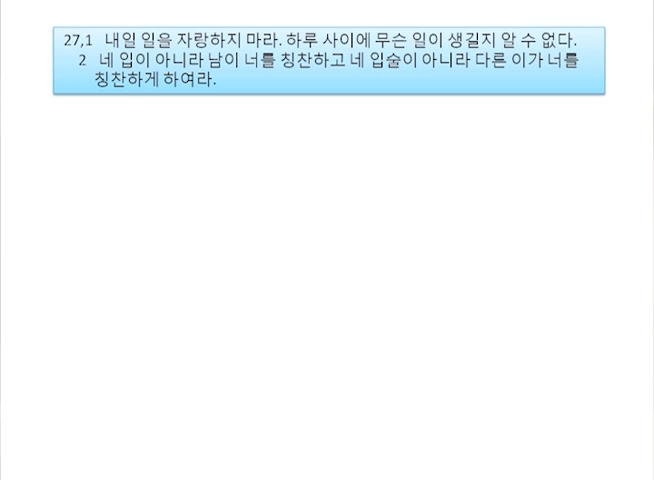 27,1 내일 일을 자랑하지 마라. 하루 사이에 무슨 일이 생길지 알 수 없다.
2 네 입이 아니라 남이 너를 칭찬하고 네 입술이 아니라 다른 이가 너를
칭찬하게 하여라.